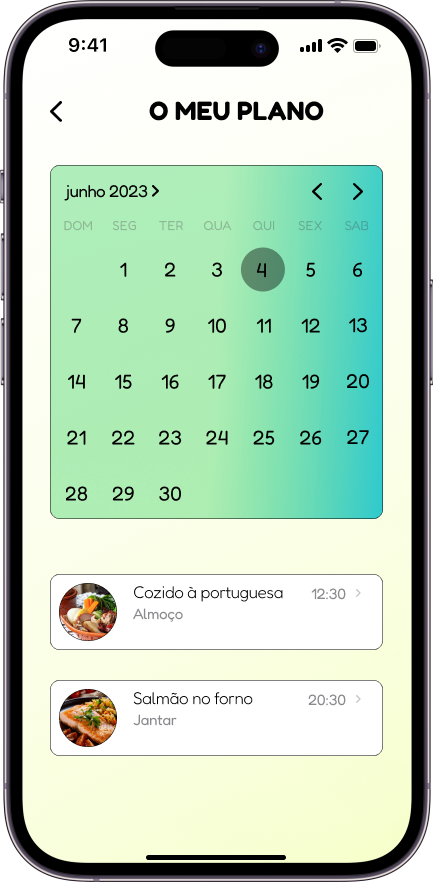 9:41
O MEU PLANO
junho 2023
DOM SEG TER QUA QUI SEX SAB
1 2 3 4 5 6
7 8 9 10 11 12 13
14 15 16 17 18 19 20
21 22 23 24 25 26 27
28 29 30
Cozido à portuguesa 12:30
Almoço
Salmão no forno 20:30
Jantar